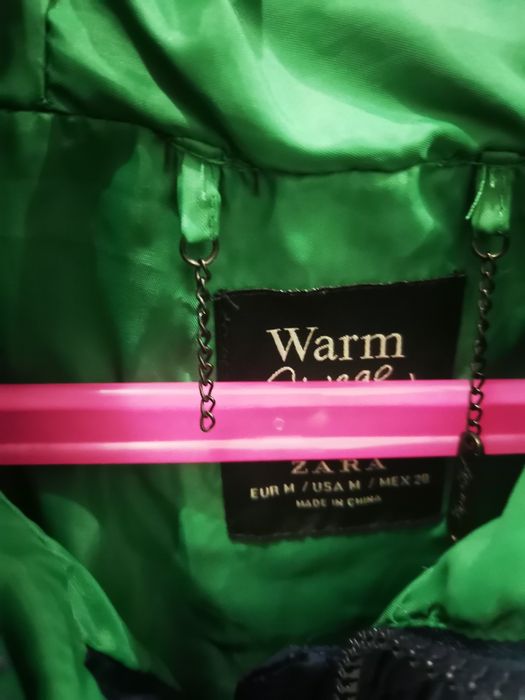 Warm
ZARA
EUR M / USA M / MEX 28
MADE IN CHINA